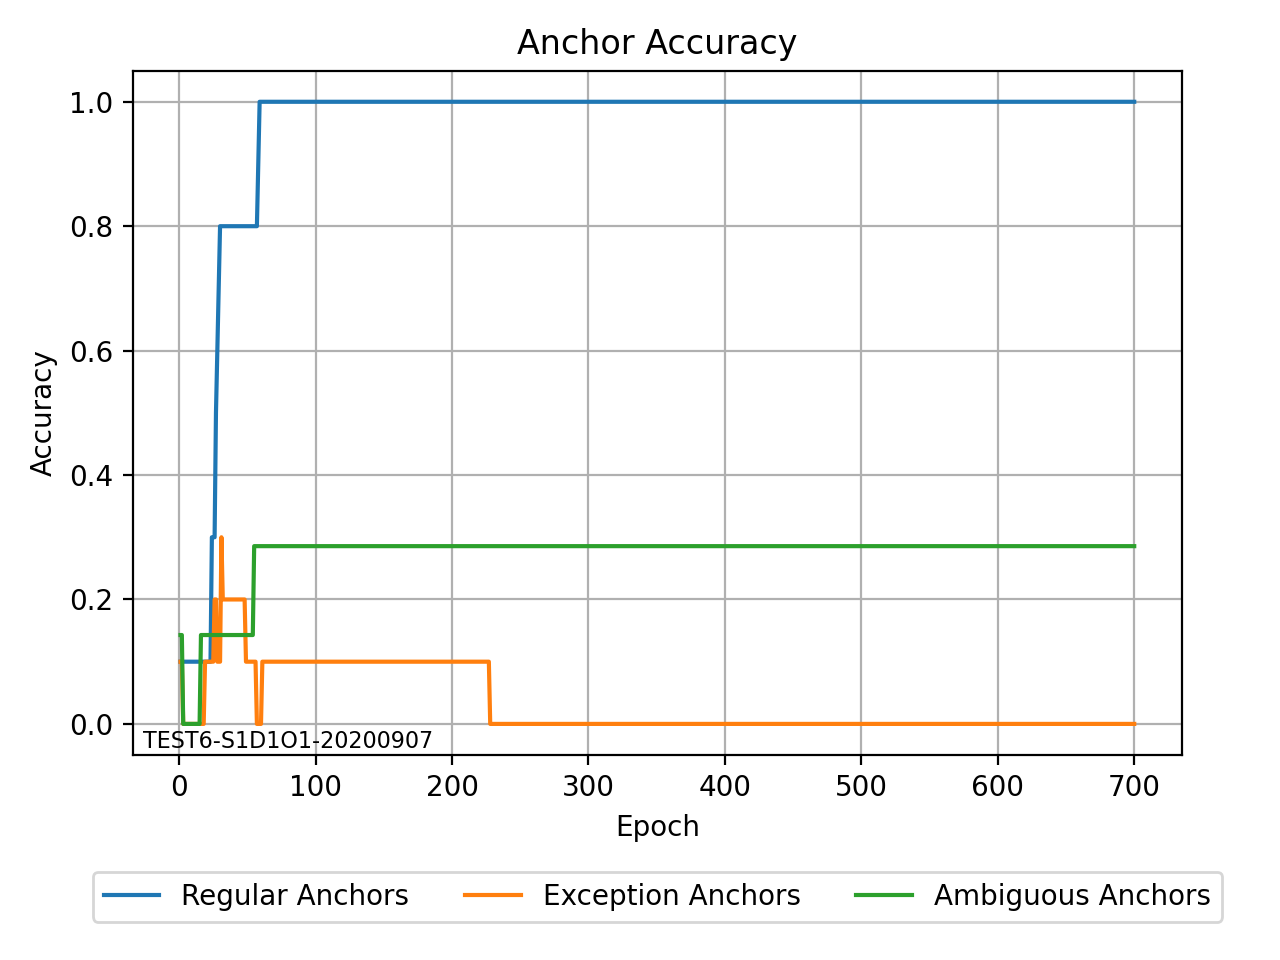 Anchor Accuracy
1.0
0.8
0.6
0.4
0.2
0.0
Accuracy
TEST6-S1D1O1-20200907
0 100 200 300 400 500 600 700
Epoch
Regular Anchors Exception Anchors Ambiguous Anchors